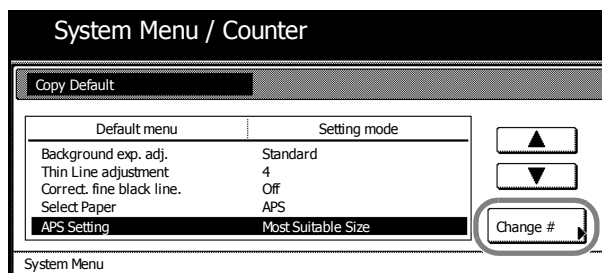 System Menu / Counter
Copy Default
Default menu Setting mode
Background exp. adj. Standard
Thin Line adjustment 4
Correct. fine black line. Off
Select Paper APS
APS Setting Most Suitable Size
Change #
System Menu